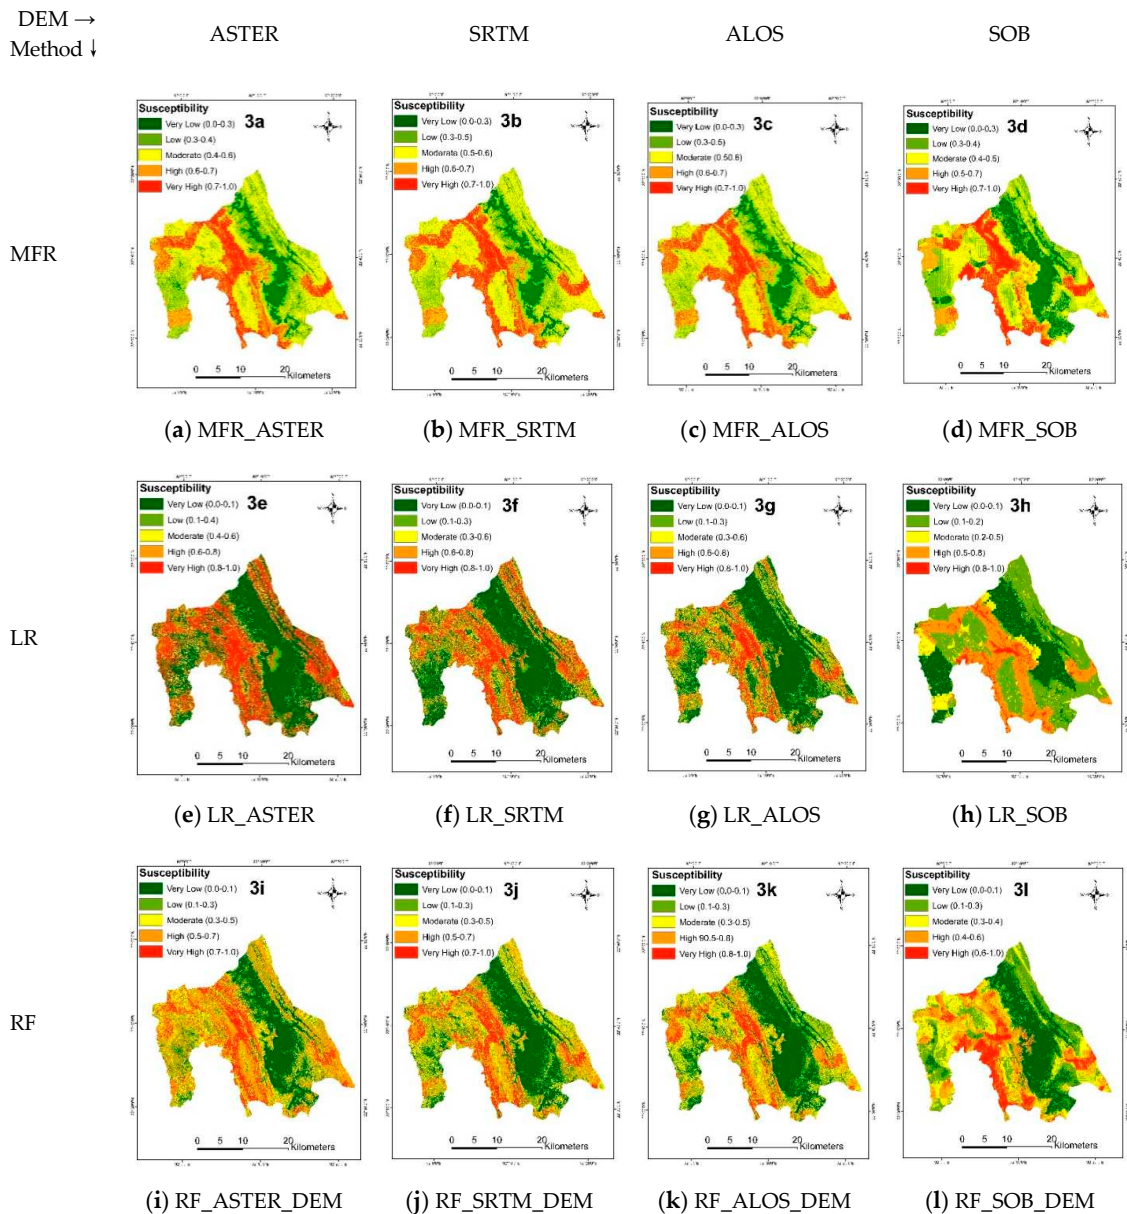 DEM →
Method ↓
ASTER
SRTM
ALOS
SOB
MFR
Susceptibility
3a
Very Low (0.0-0.3)
Low (0.3-0.4)
Moderate (0.4-0.6)
High (0.6-0.7)
Very High (0.7-1.0)
0 5 10 20
Kilometers
Susceptibility
3b
Very Low (0.0-0.3)
Low (0.3-0.5)
Moderate (0.5-0.6)
High (0.6-0.7)
Very High (0.7-1.0)
0 5 10 20
Kilometers
Susceptibility
3c
Very Low (0.0-0.3)
Low (0.3-0.5)
Moderate (0.50.6)
High (0.6-0.7)
Very High (0.7-1.0)
0 5 10 20
Kilometers
Susceptibility
3d
Very Low (0.0-0.3)
Low (0.3-0.4)
Moderate (0.4-0.5)
High (0.5-0.7)
Very High (0.7-1.0)
0 5 10 20
Kilometers
(a) MFR_ASTER
(b) MFR_SRTM
(c) MFR_ALOS
(d) MFR_SOB
LR
Susceptibility
3e
Very Low (0.0-0.1)
Low (0.1-0.4)
Moderate (0.4-0.6)
High (0.6-0.8)
Very High (0.8-1.0)
0 5 10 20
Kilometers
Susceptibility
3f
Very Low (0.0-0.1)
Low (0.1-0.3)
Moderate (0.3-0.6)
High (0.6-0.8)
Very High (0.8-1.0)
0 5 10 20
Kilometers
Susceptibility
3g
Very Low (0.0-0.1)
Low (0.1-0.3)
Moderate (0.3-0.6)
High (0.6-0.8)
Very High (0.8-1.0)
0 5 10 20
Kilometers
Susceptibility
3h
Very Low (0.0-0.1)
Low (0.1-0.2)
Moderate (0.2-0.5)
High (0.5-0.8)
Very High (0.8-1.0)
0 5 10 20
Kilometers
(e) LR_ASTER
(f) LR_SRTM
(g) LR_ALOS
(h) LR_SOB
RF
Susceptibility
3i
Very Low (0.0-0.1)
Low (0.1-0.3)
Moderate (0.3-0.5)
High (0.5-0.7)
Very High (0.7-1.0)
0 5 10 20
Kilometers
Susceptibility
3j
Very Low (0.0-0.1)
Low (0.1-0.3)
Moderate (0.3-0.5)
High (0.5-0.7)
Very High (0.7-1.0)
0 5 10 20
Kilometers
Susceptibility
3k
Very Low (0.0-0.1)
Low (0.1-0.3)
Moderate (0.3-0.5)
High 90.5-0.8)
Very High (0.8-1.0)
0 5 10 20
Kilometers
Susceptibility
3l
Very Low (0.0-0.1)
Low (0.1-0.3)
Moderate (0.3-0.4)
High (0.4-0.6)
Very High (0.6-1.0)
0 5 10 20
Kilometers
(i) RF_ASTER_DEM
(j) RF_SRTM_DEM
(k) RF_ALOS_DEM
(l) RF_SOB_DEM